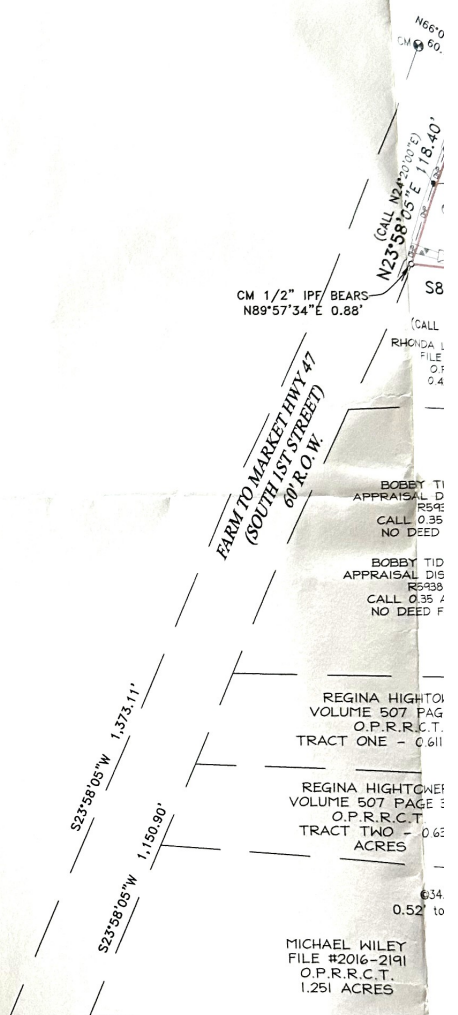 N66°0
CM 60.
(CALL N24°20'00"E)
N23°58'05"E 118.40'
CM 1/2" IPF BEARS
N89°57'34"E 0.88'
S8
(CALL
RHONDA L
FILE
O.P
0.4
FARM TO MARKET HWY 47
(SOUTH 1ST STREET)
60' R.O.W.
BOBBY TI
APPRAISAL D
R593
CALL 0.35
NO DEED
BOBBY TID
APPRAISAL DIS
R5938
CALL 0.35 A
NO DEED F
S23°58'05"W 1,373.11'
REGINA HIGHTOW
VOLUME 507 PAG
O.P.R.R.C.T.
TRACT ONE - 0.611
REGINA HIGHTOWER
VOLUME 507 PAGE 3
O.P.R.R.C.T.
TRACT TWO - 0.63
ACRES
S23°58'05"W 1,150.90'
@34.
0.52' to
MICHAEL WILEY
FILE #2016-2191
O.P.R.R.C.T.
1.251 ACRES